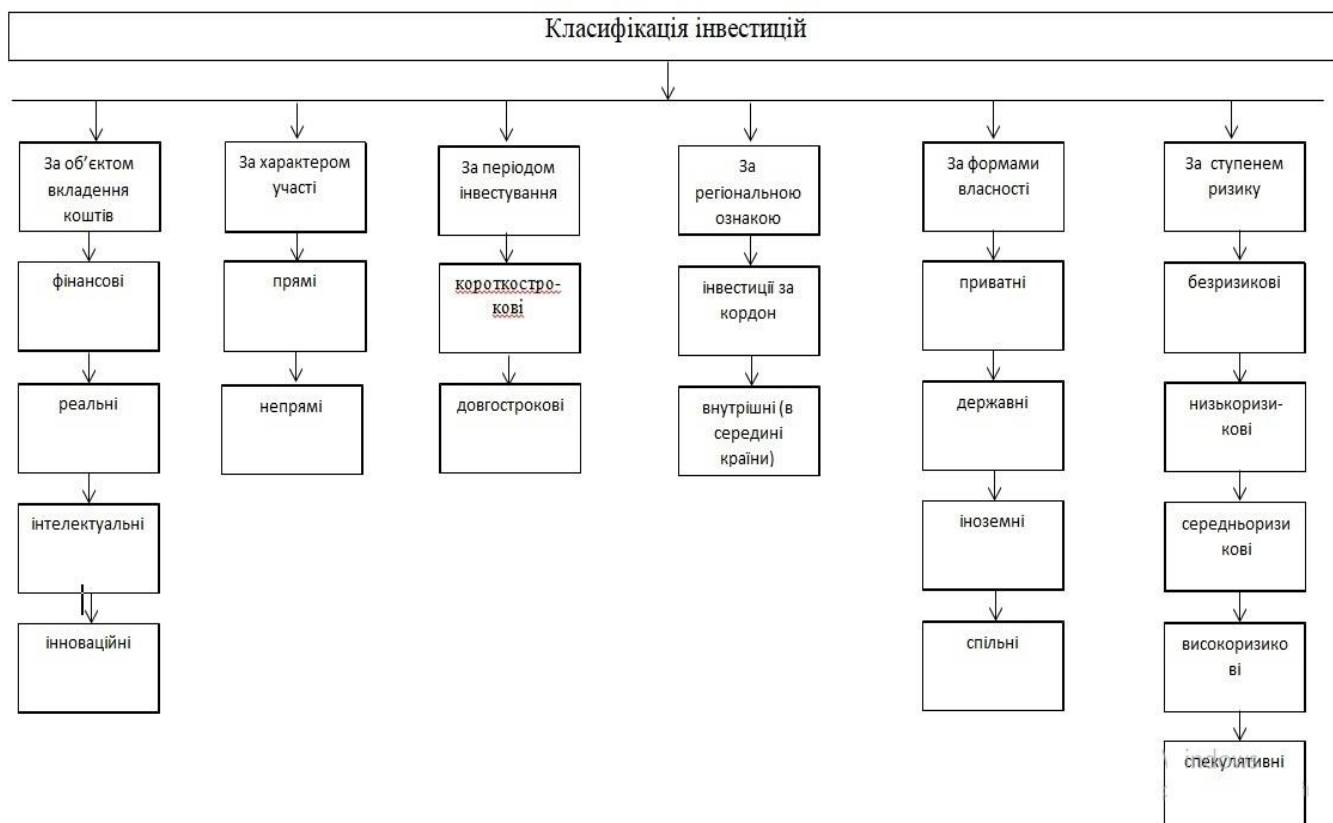 Класифікація інвестицій
За об’єктом
вкладення
коштів
фінансові
реальні
інтелектуальні
інноваційні
За характером
участі
прямі
непрямі
За періодом
інвестування
короткостро-
кові
довгострокові
За
регіональною
ознакою
інвестиції за
кордон
внутрішні (в
середині
країни)
За формами
власності
приватні
державні
іноземні
спільні
За ступенем
ризику
безризикові
низькоризи-
кові
середньоризи
кові
високоризико
ві
спекулятивні
indows